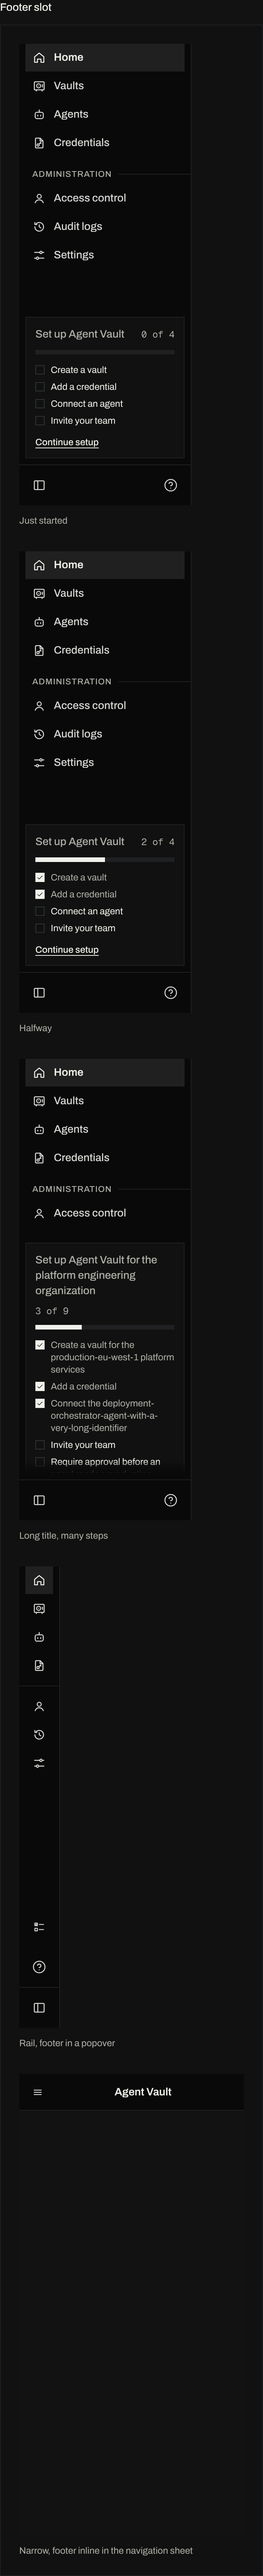 Footer slot
Home
Vaults
Agents
Credentials
ADMINISTRATION
Access control
Audit logs
Settings
Set up Agent Vault 0 of 4
Create a vault
Add a credential
Connect an agent
Invite your team
Continue setup
Just started
Home
Vaults
Agents
Credentials
ADMINISTRATION
Access control
Audit logs
Settings
Set up Agent Vault 2 of 4
Create a vault
Add a credential
Connect an agent
Invite your team
Continue setup
Halfway
Home
Vaults
Agents
Credentials
ADMINISTRATION
Access control
Set up Agent Vault for the
platform engineering
organization
3 of 9
Create a vault for the
production-eu-west-1 platform
services
Add a credential
Connect the deployment-
orchestrator-agent-with-a-
very-long-identifier
Invite your team
Require approval before an
Long title, many steps
Rail, footer in a popover
Agent Vault
Narrow, footer inline in the navigation sheet